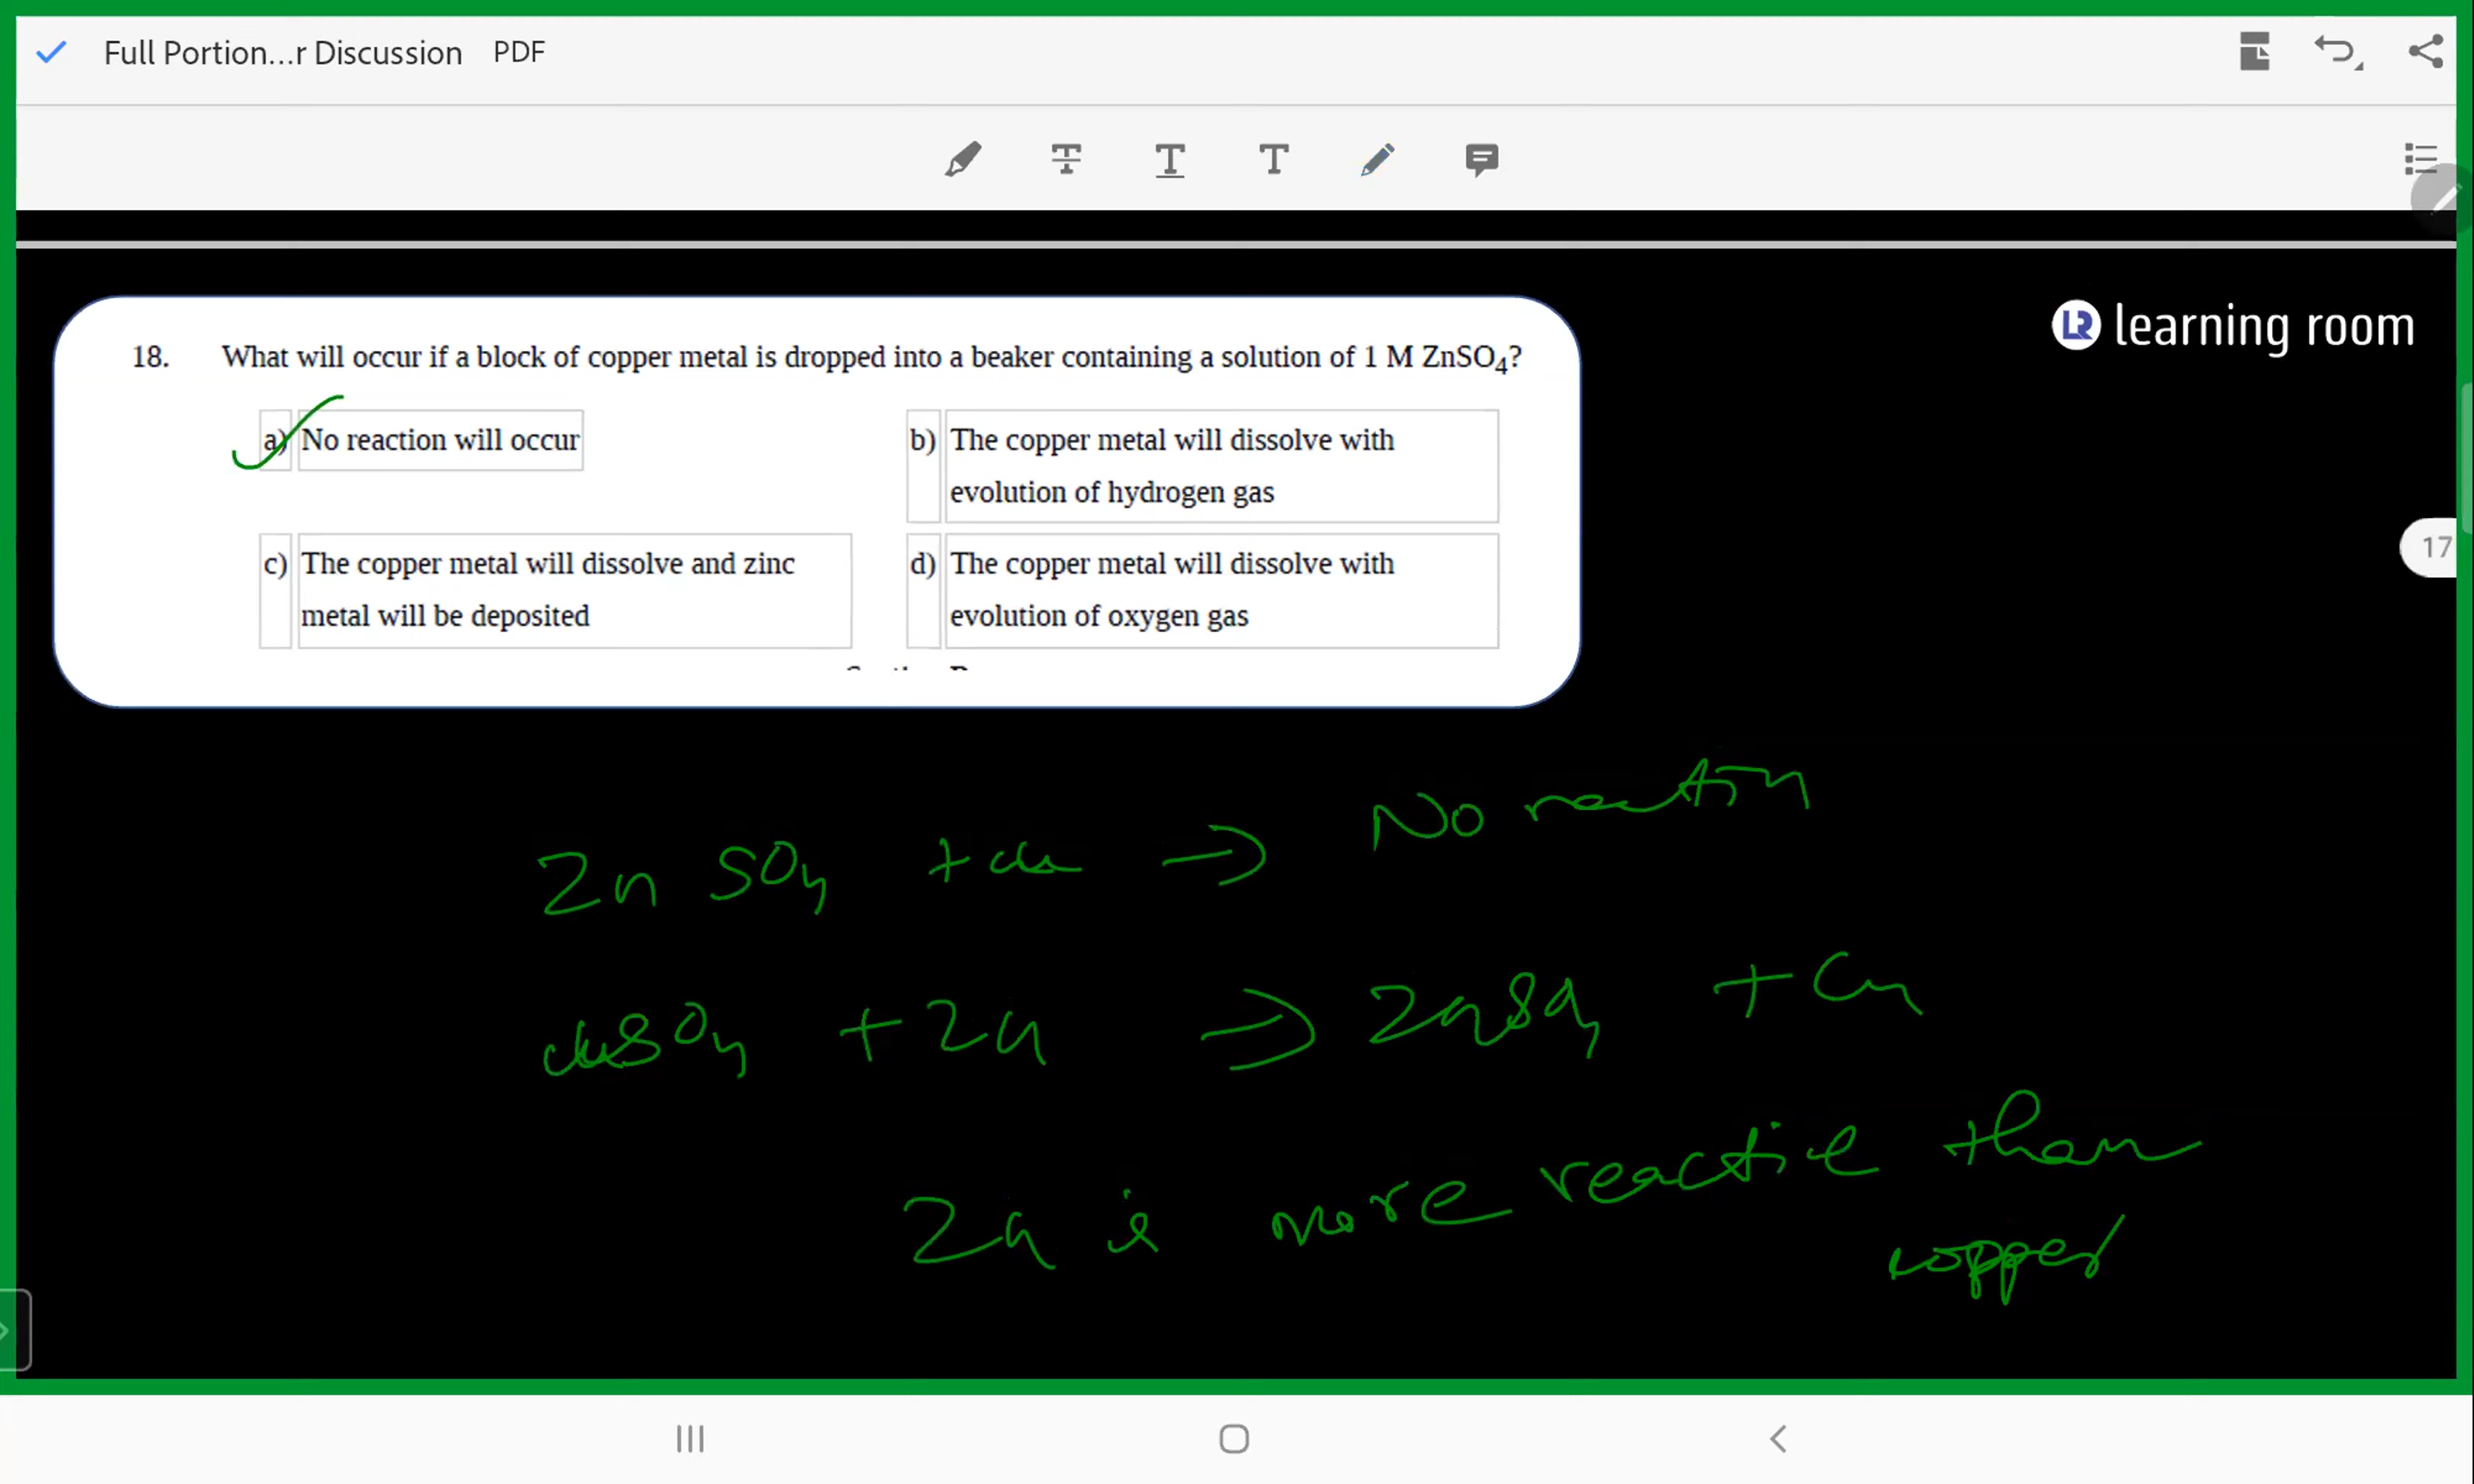 Full Portion...r Discussion PDF
learning room
18. What will occur if a block of copper metal is dropped into a beaker containing a solution of 1 M ZnSO₄?
a) No reaction will occur
b) The copper metal will dissolve with
evolution of hydrogen gas
c) The copper metal will dissolve and zinc
metal will be deposited
d) The copper metal will dissolve with
evolution of oxygen gas
17
ZnSO₄ + Cu → No reaction
CuSO₄ + Zn → ZnSO₄ + Cu
Zn is more reactie than
copper